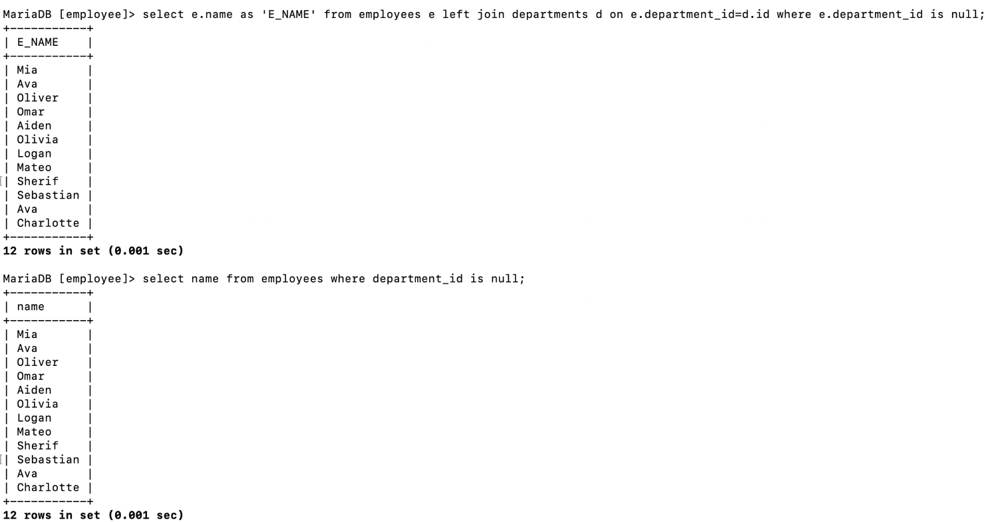 MariaDB [employee]> select e.name as 'E_NAME' from employees e left join departments d on e.department_id=d.id where e.department_id is null;
+-----------+
| E_NAME    |
+-----------+
| Mia       |
| Ava       |
| Oliver    |
| Omar      |
| Aiden     |
| Olivia    |
| Logan     |
| Mateo     |
[| Sherif    |
| Sebastian |
| Ava       |
| Charlotte |
+-----------+
12 rows in set (0.001 sec)

MariaDB [employee]> select name from employees where department_id is null;
+-----------+
| name      |
+-----------+
| Mia       |
| Ava       |
| Oliver    |
| Omar      |
| Aiden     |
| Olivia    |
| Logan     |
| Mateo     |
| Sherif    |
[| Sebastian |
| Ava       |
| Charlotte |
+-----------+
12 rows in set (0.001 sec)